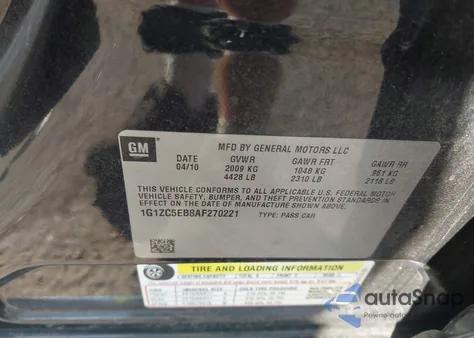 GM
MFD BY GENERAL MOTORS LLC
DATE GVWR GAWR FRT GAWR RR
04/10 2009 KG 1048 KG 961 KG
4428 LB 2310 LB 2118 LB
THIS VEHICLE CONFORMS TO ALL APPLICABLE U.S. FEDERAL MOTOR
VEHICLE SAFETY, BUMPER, AND THEFT PREVENTION STANDARDS IN
EFFECT ON THE DATE OF MANUFACTURE SHOWN ABOVE.
1G1ZC5EB8AF270221 TYPE: PASS CAR
TIRE AND LOADING INFORMATION
SEATING CAPACITY
autoSnap